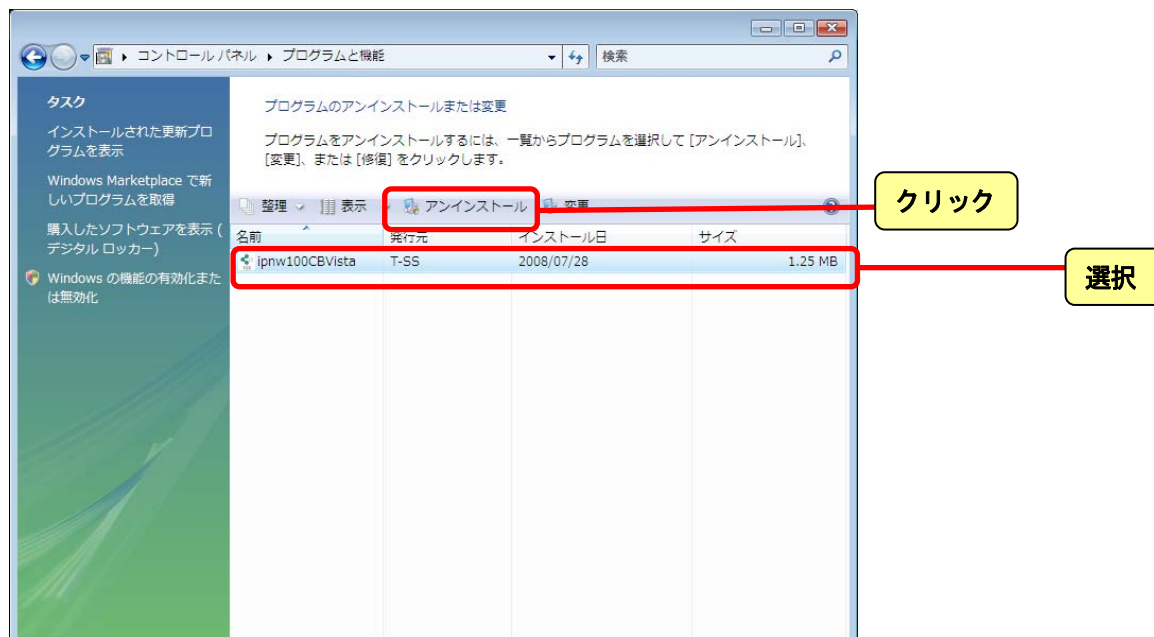 コントロール パネル ▸ プログラムと機能
検索
タスク
インストールされた更新プロ
グラムを表示
Windows Marketplace で新
しいプログラムを取得
購入したソフトウェアを表示 (
デジタル ロッカー)
Windows の機能の有効化また
は無効化
プログラムのアンインストールまたは変更
プログラムをアンインストールするには、一覧からプログラムを選択して [アンインストール]、
[変更]、または [修復] をクリックします。
整理 表示 アンインストール 変更
クリック
名前 発行元 インストール日 サイズ
ipnw100CBVista T-SS 2008/07/28 1.25 MB
選択